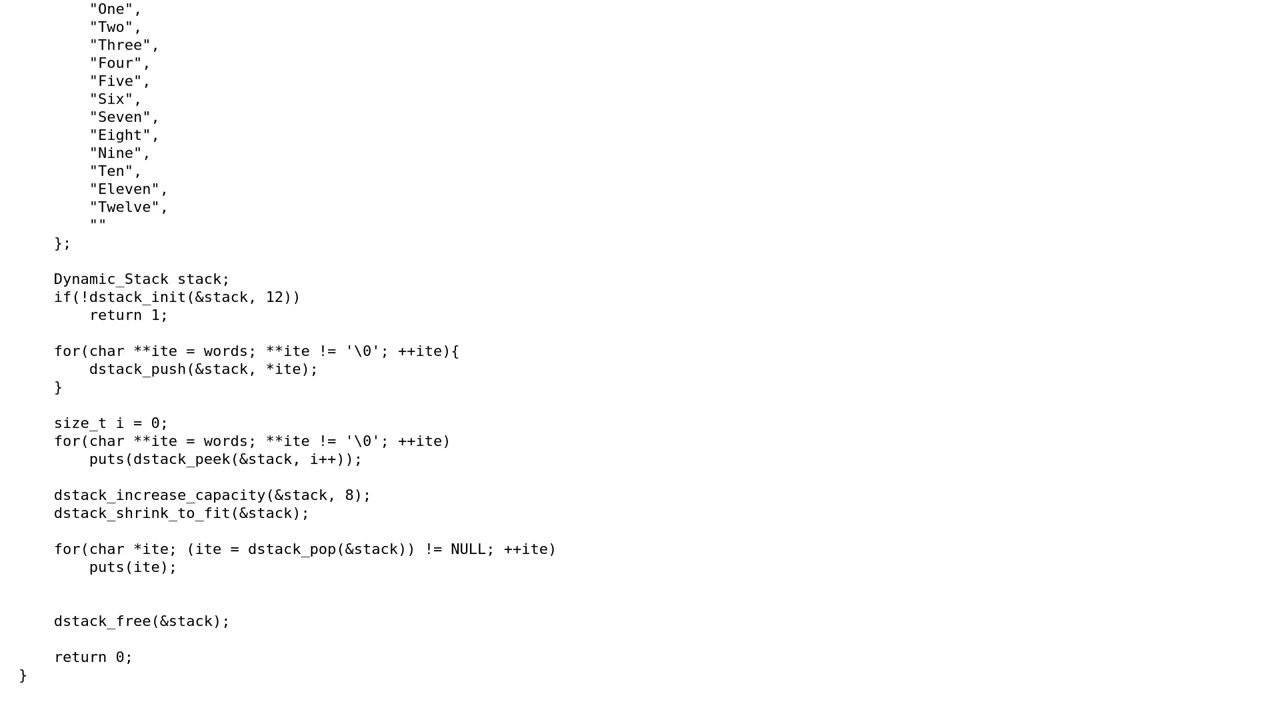 "One",
        "Two",
        "Three",
        "Four",
        "Five",
        "Six",
        "Seven",
        "Eight",
        "Nine",
        "Ten",
        "Eleven",
        "Twelve",
        ""
    };

    Dynamic_Stack stack;
    if(!dstack_init(&stack, 12))
        return 1;

    for(char **ite = words; **ite != '\0'; ++ite){
        dstack_push(&stack, *ite);
    }

    size_t i = 0;
    for(char **ite = words; **ite != '\0'; ++ite)
        puts(dstack_peek(&stack, i++));

    dstack_increase_capacity(&stack, 8);
    dstack_shrink_to_fit(&stack);

    for(char *ite; (ite = dstack_pop(&stack)) != NULL; ++ite)
        puts(ite);


    dstack_free(&stack);

    return 0;
}